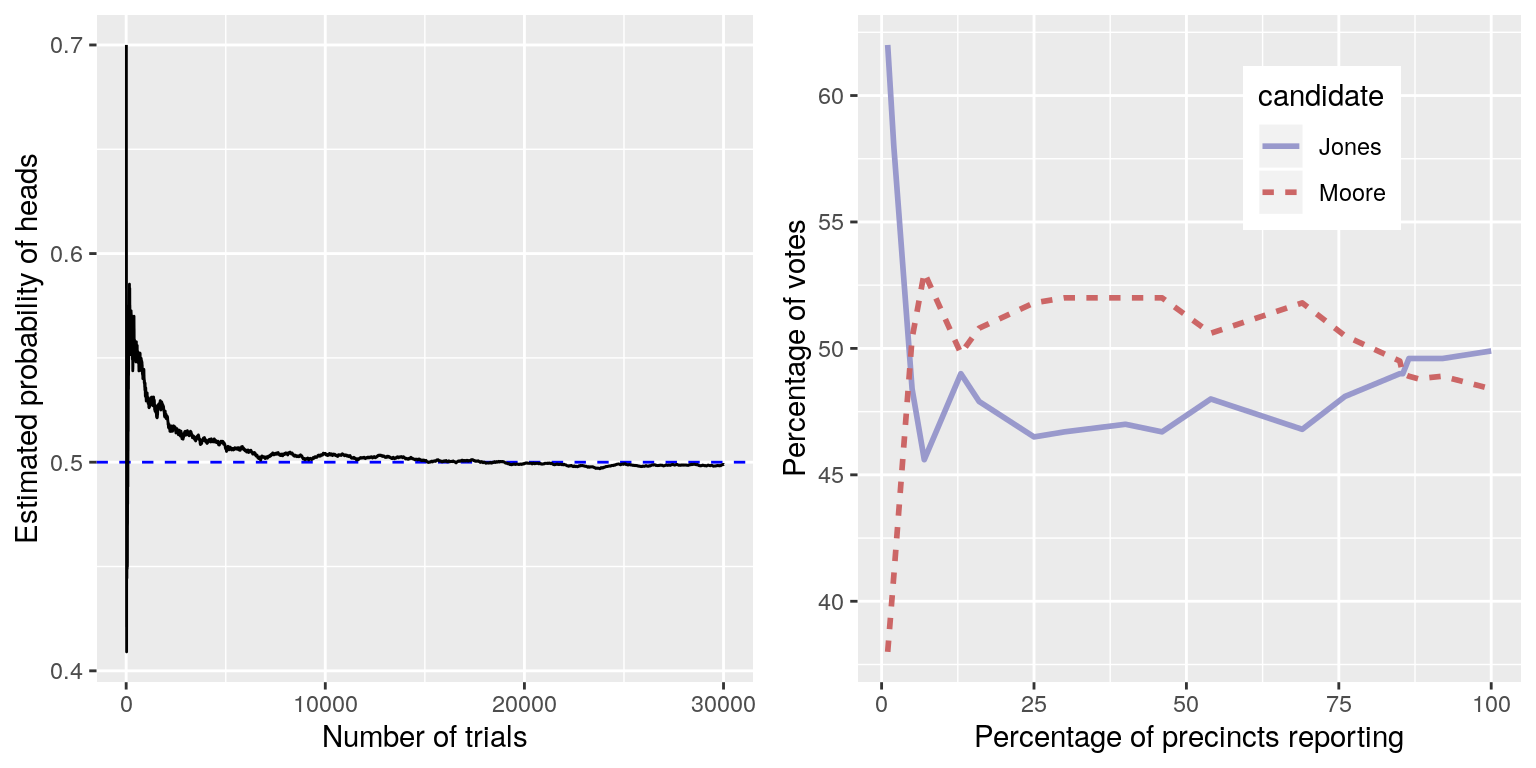 0.7
0.6
0.5
0.4
Estimated probability of heads
0
10000
20000
30000
Number of trials
60
55
50
45
40
Percentage of votes
candidate
Jones
Moore
0
25
50
75
100
Percentage of precincts reporting